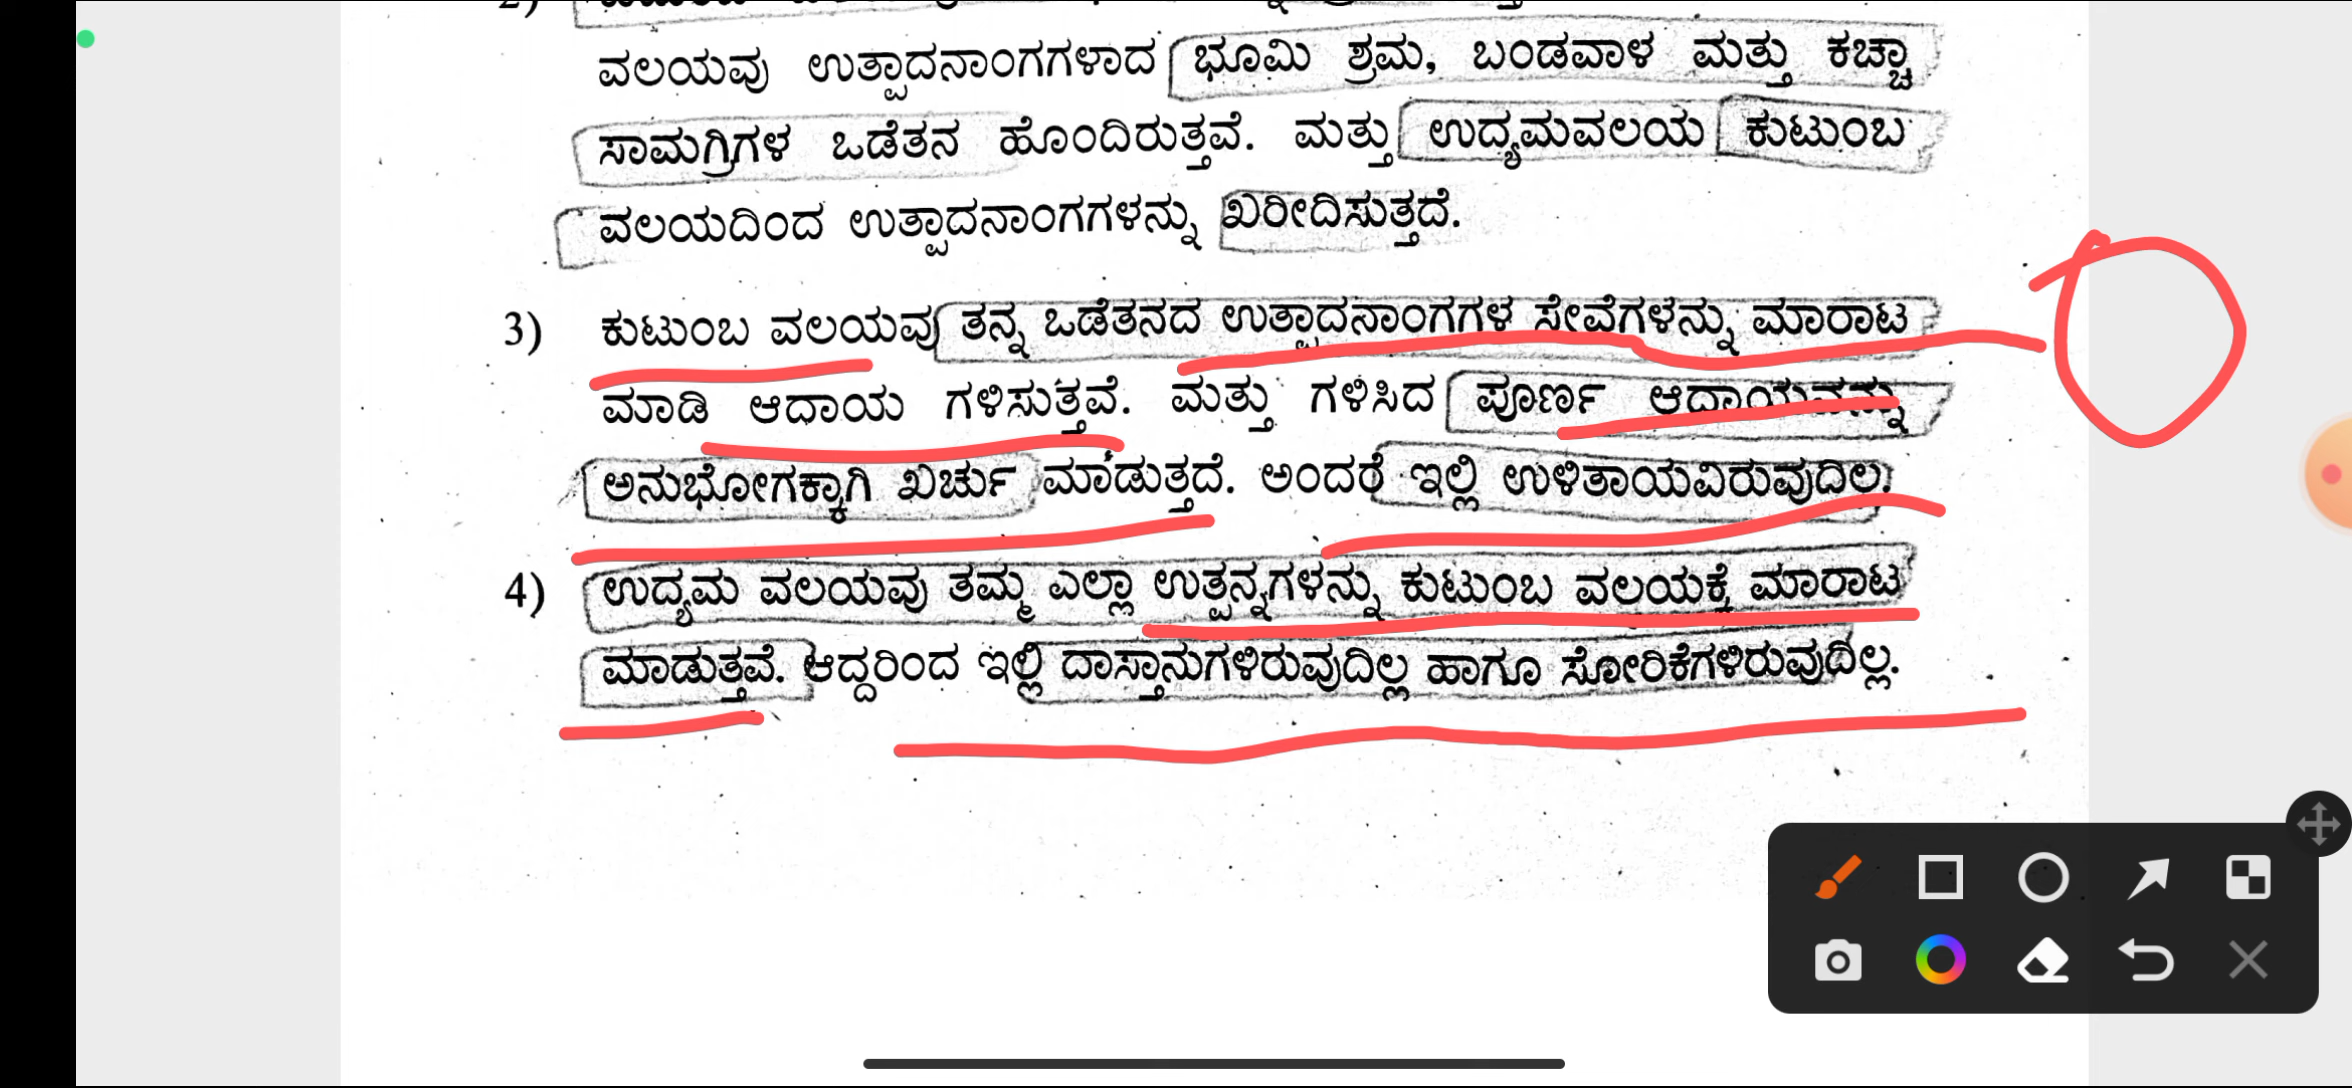 2)
ವಲಯವು ಉತ್ಪಾದನಾಂಗಗಳಾದ ಭೂಮಿ ಶ್ರಮ, ಬಂಡವಾಳ ಮತ್ತು ಕಚ್ಚಾ
ಸಾಮಗ್ರಿಗಳ ಒಡೆತನ ಹೊಂದಿರುತ್ತವೆ. ಮತ್ತು ಉದ್ಯಮವಲಯ ಕುಟುಂಬ
ವಲಯದಿಂದ ಉತ್ಪಾದನಾಂಗಗಳನ್ನು ಖರೀದಿಸುತ್ತದೆ.
3) ಕುಟುಂಬ ವಲಯವು ತನ್ನ ಒಡೆತನದ ಉತ್ಪಾದನಾಂಗಗಳ ಸೇವೆಗಳನ್ನು ಮಾರಾಟ
ಮಾಡಿ ಆದಾಯ ಗಳಿಸುತ್ತವೆ. ಮತ್ತು ಗಳಿಸಿದ ಪೂರ್ಣ ಆದಾಯವನ್ನು
ಅನುಭೋಗಕ್ಕಾಗಿ ಖರ್ಚು ಮಾಡುತ್ತದೆ. ಅಂದರೆ ಇಲ್ಲಿ ಉಳಿತಾಯವಿರುವುದಿಲ್ಲ.
4) ಉದ್ಯಮ ವಲಯವು ತಮ್ಮ ಎಲ್ಲಾ ಉತ್ಪನ್ನಗಳನ್ನು ಕುಟುಂಬ ವಲಯಕ್ಕೆ ಮಾರಾಟ
ಮಾಡುತ್ತವೆ. ಆದ್ದರಿಂದ ಇಲ್ಲಿ ದಾಸ್ತಾನುಗಳಿರುವುದಿಲ್ಲ ಹಾಗೂ ಸೋರಿಕೆಗಳಿರುವುದಿಲ್ಲ.